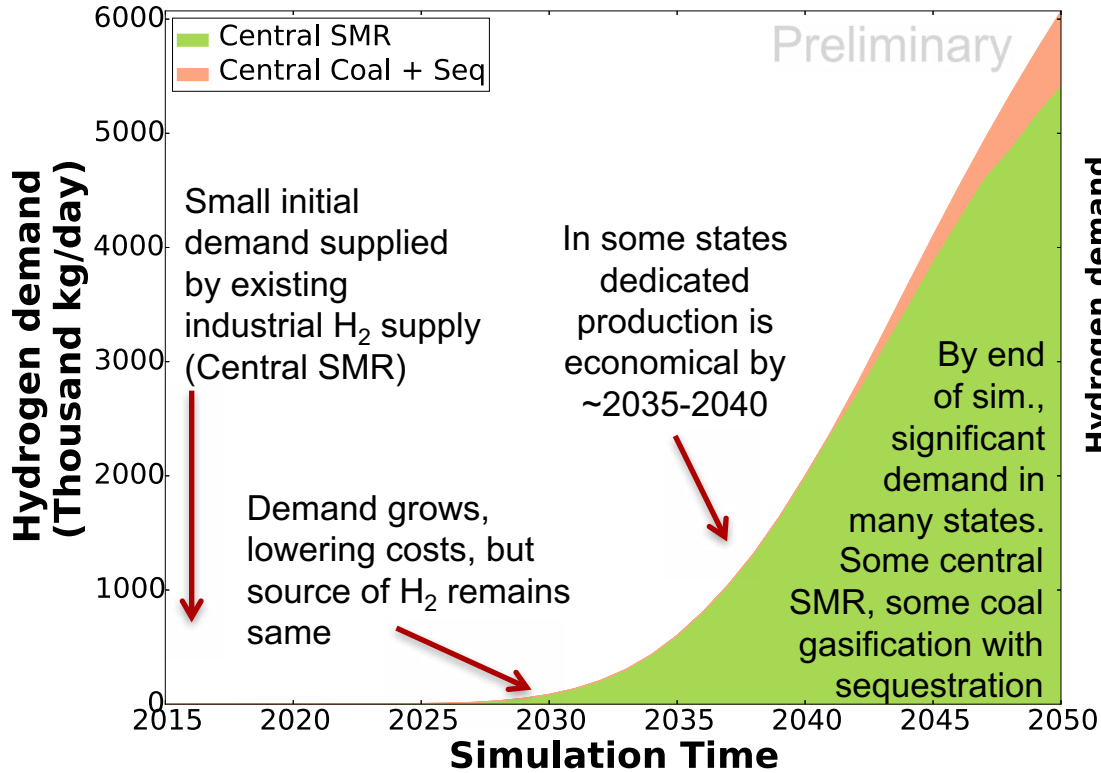 Preliminary
Central SMR
Central Coal + Seq
Hydrogen demand
(Thousand kg/day)
6000
5000
4000
3000
2000
1000
0
Small initial
demand supplied
by existing
industrial H₂ supply
(Central SMR)
Demand grows,
lowering costs, but
source of H₂ remains
same
In some states
dedicated
production is
economical by
~2035-2040
By end
of sim.,
significant
demand in
many states.
Some central
SMR, some coal
gasification with
sequestration
2015 2020 2025 2030 2035 2040 2045 2050
Simulation Time
Hydrogen demand